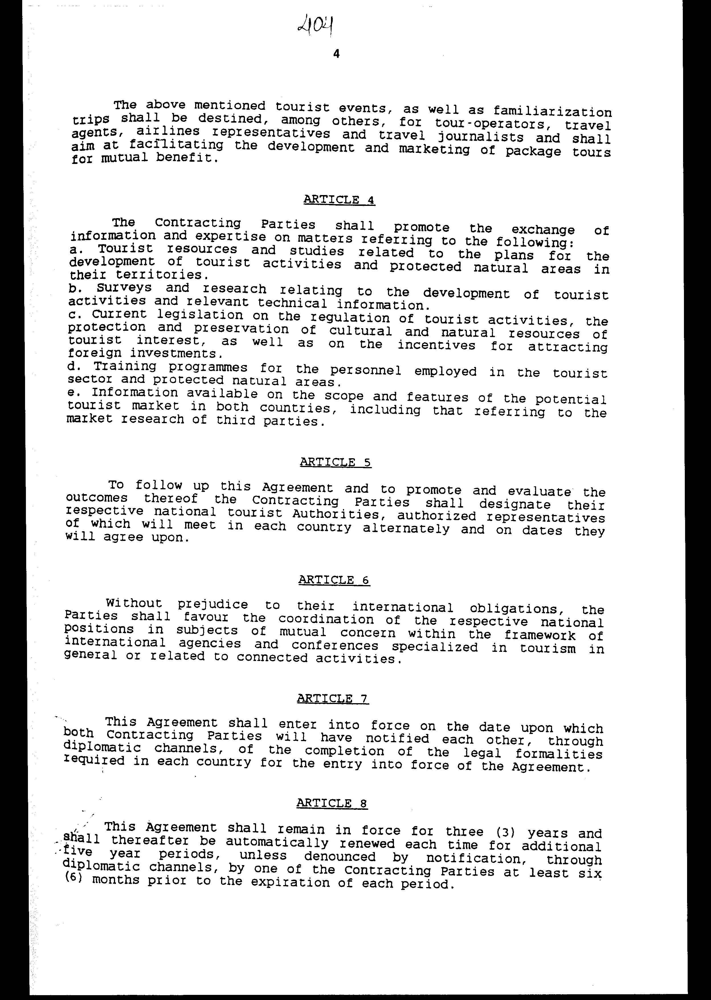 404
4
The above mentioned tourist events, as well as familiarization
trips shall be destined, among others, for tour-operators, travel
agents, airlines representatives and travel journalists and shall
aim at facilitating the development and marketing of package tours
for mutual benefit.
ARTICLE 4
The Contracting Parties shall promote the exchange of
information and expertise on matters referring to the following:
a. Tourist resources and studies related to the plans for the
development of tourist activities and protected natural areas in
their territories.
b. Surveys and research relating to the development of tourist
activities and relevant technical information.
c. Current legislation on the regulation of tourist activities, the
protection and preservation of cultural and natural resources of
tourist interest, as well as on the incentives for attracting
foreign investments.
d. Training programmes for the personnel employed in the tourist
sector and protected natural areas.
e. Information available on the scope and features of the potential
tourist market in both countries, including that referring to the
market research of third parties.
ARTICLE 5
To follow up this Agreement and to promote and evaluate the
outcomes thereof the Contracting Parties shall designate their
respective national tourist Authorities, authorized representatives
of which will meet in each country alternately and on dates they
will agree upon.
ARTICLE 6
Without prejudice to their international obligations, the
Parties shall favour the coordination of the respective national
positions in subjects of mutual concern within the framework of
international agencies and conferences specialized in tourism in
general or related to connected activities.
ARTICLE 7
This Agreement shall enter into force on the date upon which
both Contracting Parties will have notified each other, through
diplomatic channels, of the completion of the legal formalities
required in each country for the entry into force of the Agreement.
ARTICLE 8
This Agreement shall remain in force for three (3) years and
shall thereafter be automatically renewed each time for additional
five year periods, unless denounced by notification, through
diplomatic channels, by one of the Contracting Parties at least six
(6) months prior to the expiration of each period.